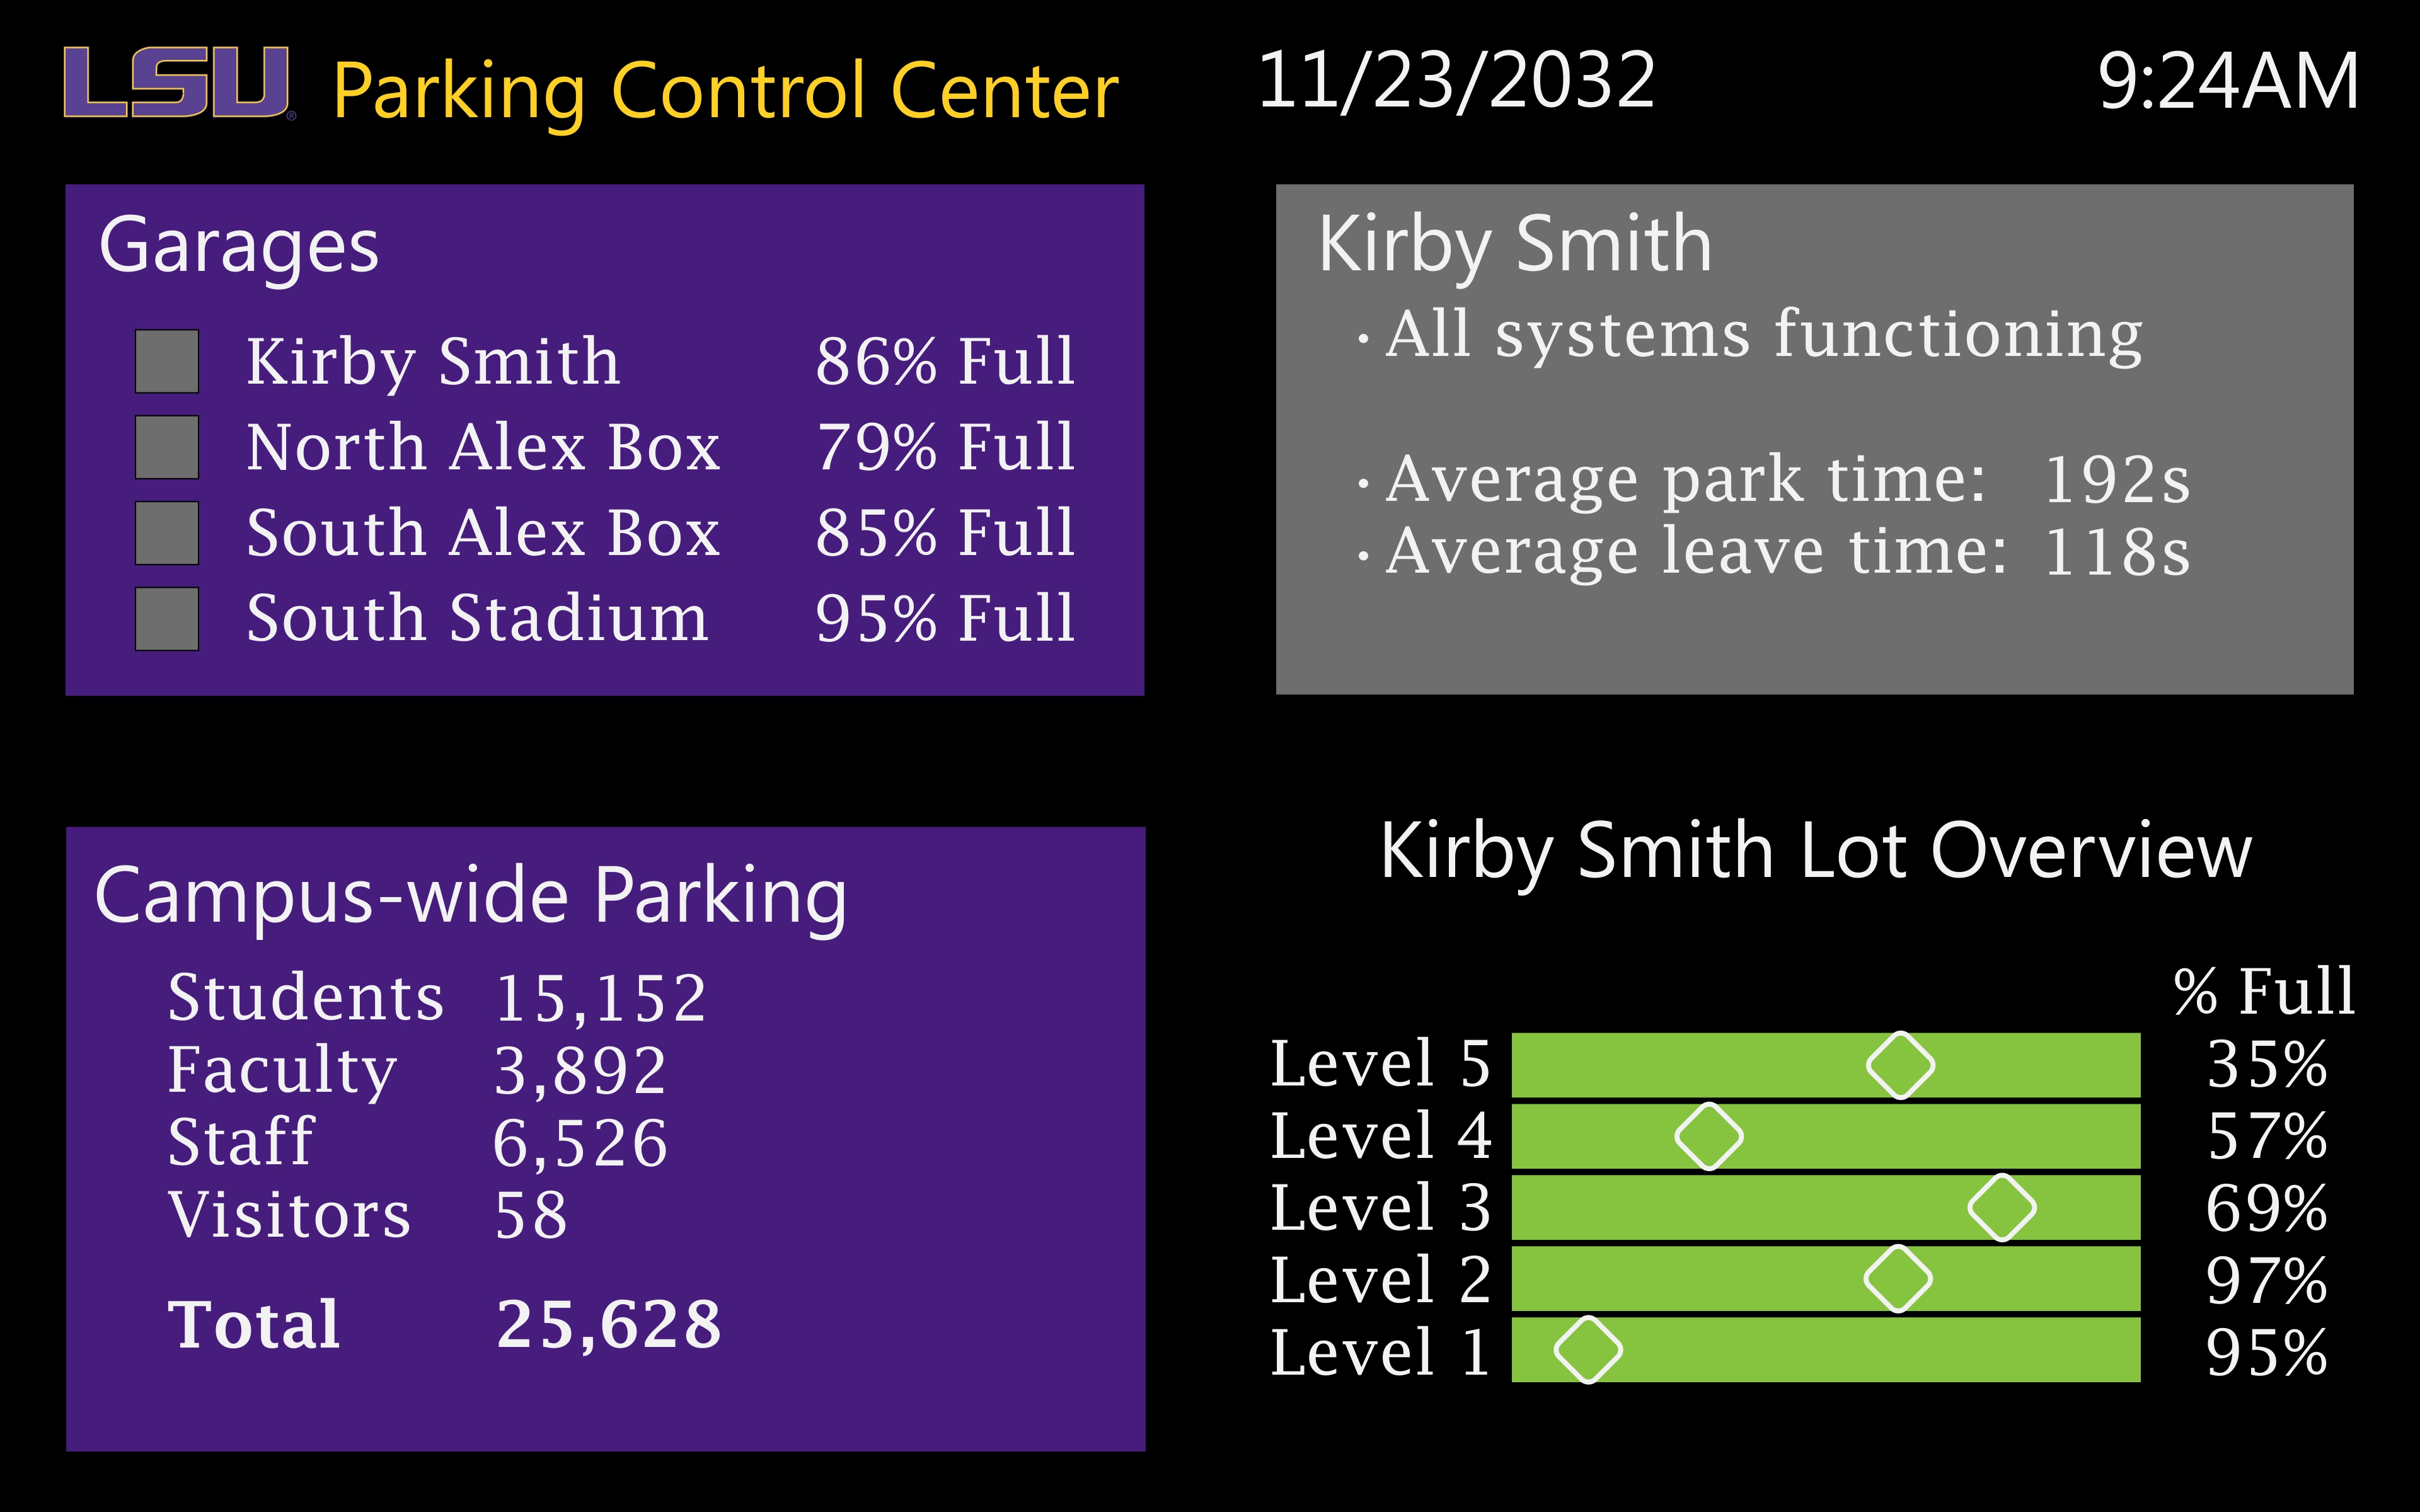 LSU® Parking Control Center 11/23/2032 9:24AM
Garages
Kirby Smith 86% Full
North Alex Box 79% Full
South Alex Box 85% Full
South Stadium 95% Full
Kirby Smith
· All systems functioning
· Average park time: 192s
· Average leave time: 118s
Campus-wide Parking
Students 15,152
Faculty 3,892
Staff 6,526
Visitors 58
Total 25,628
Kirby Smith Lot Overview
% Full
Level 5 35%
Level 4 57%
Level 3 69%
Level 2 97%
Level 1 95%